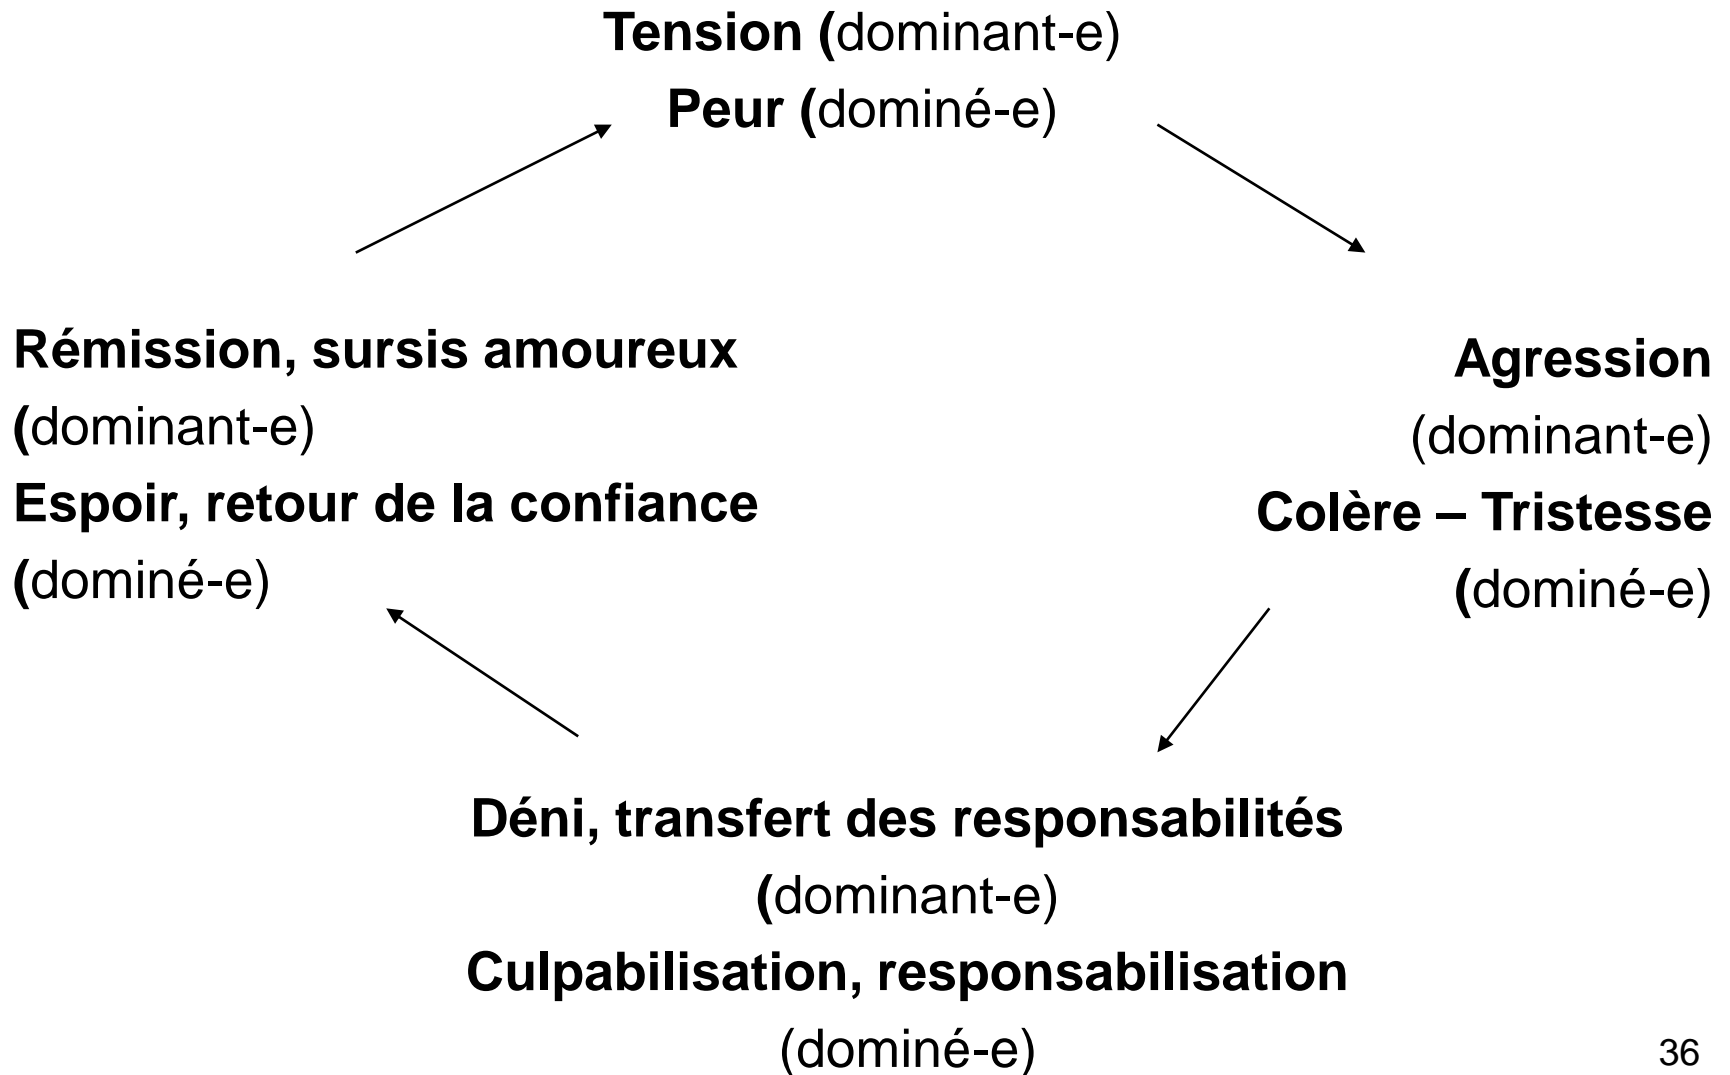 Tension (dominant-e)
Peur (dominé-e)
Rémission, sursis amoureux
(dominant-e)
Espoir, retour de la confiance
(dominé-e)
Agression
(dominant-e)
Colère – Tristesse
(dominé-e)
Déni, transfert des responsabilités
(dominant-e)
Culpabilisation, responsabilisation
(dominé-e)
36